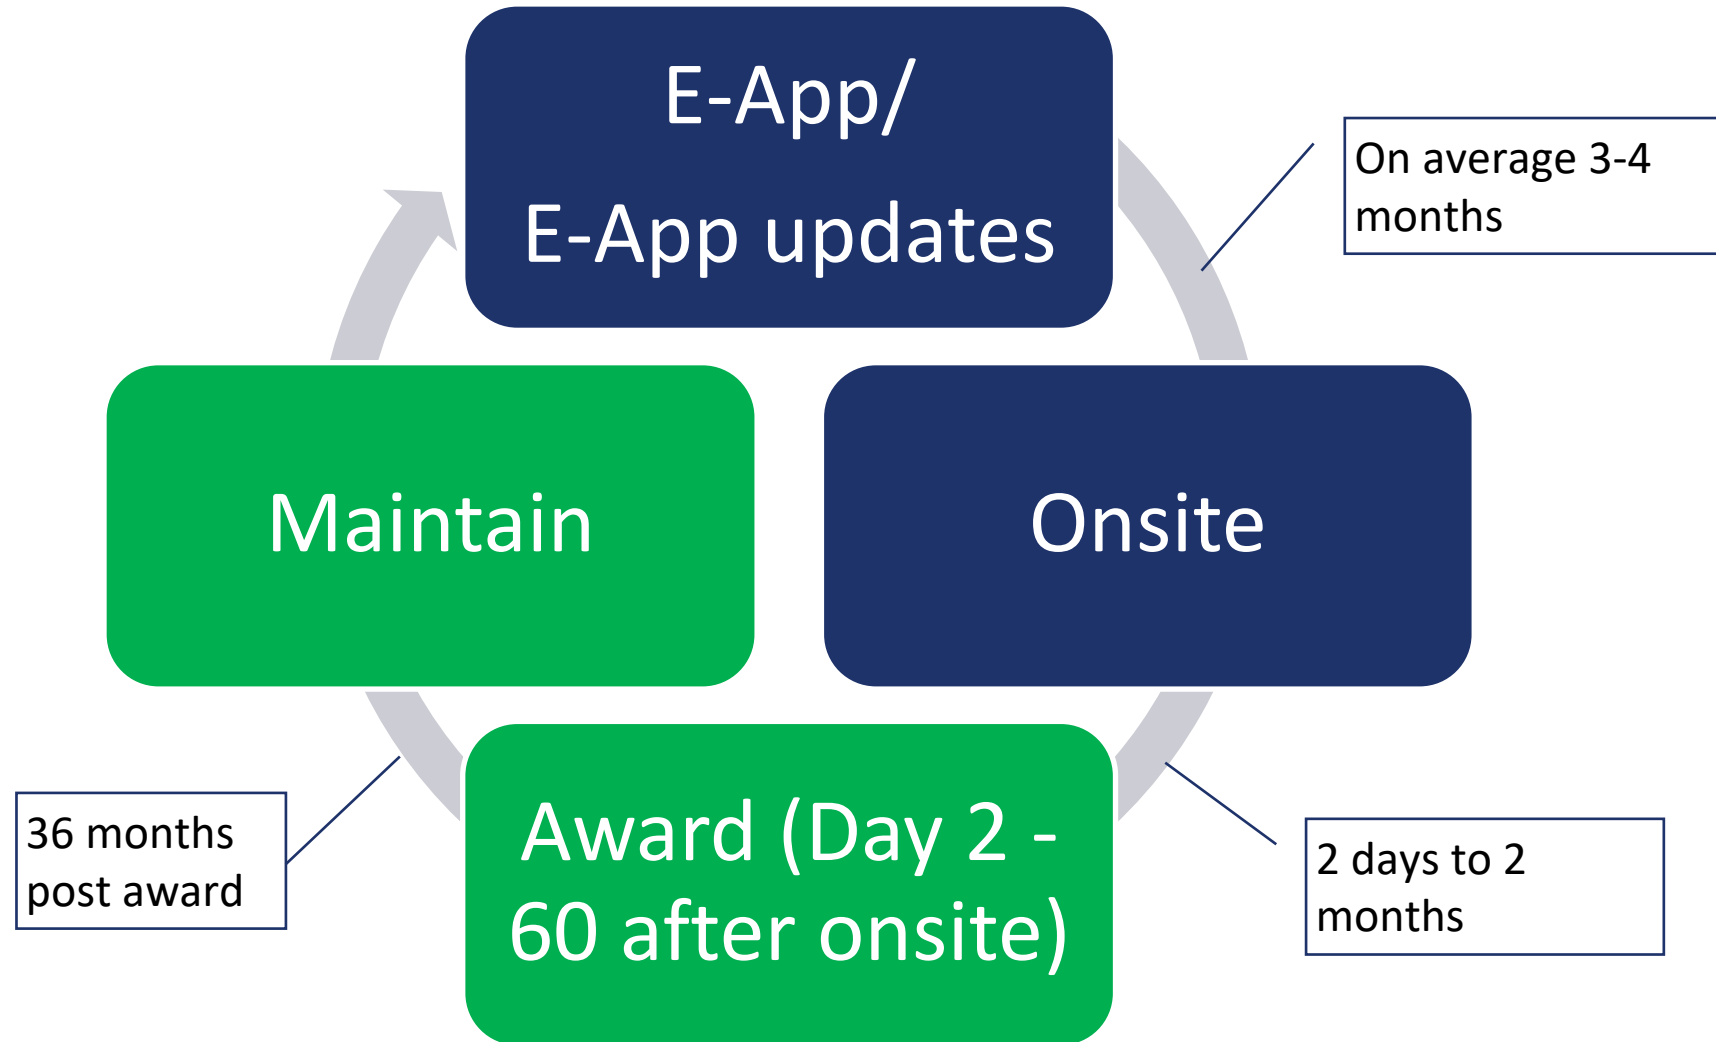 E-App/
E-App updates
On average 3-4
months
Maintain
Onsite
36 months
post award
Award (Day 2 -
60 after onsite)
2 days to 2
months